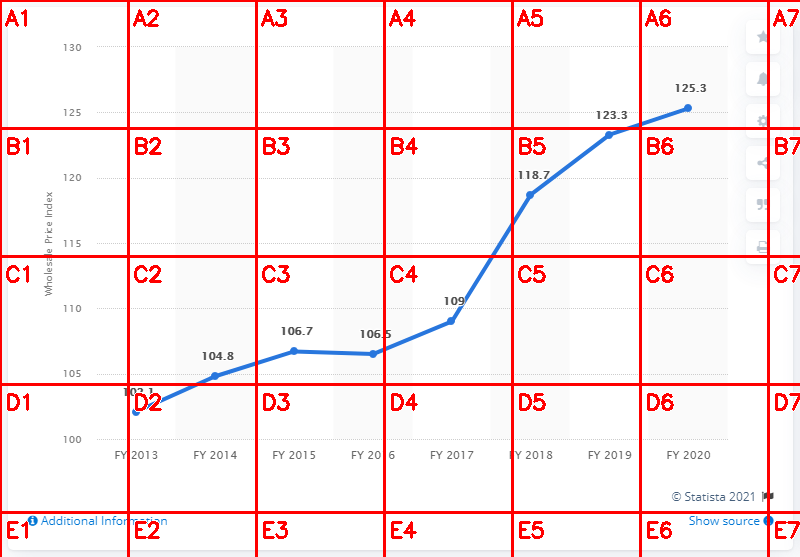 A1 A2 A3 A4 A5 A6 A7
130
125.3
125
123.3
B1 B2 B3 B4 B5 B6 B7
120
118.7
Wholesale Price Index
115
C1 C2 C3 C4 C5 C6 C7
110
109
106.7
106.5
104.8
105
102.1
D1 D2 D3 D4 D5 D6 D7
100
FY 2013 FY 2014 FY 2015 FY 2016 FY 2017 FY 2018 FY 2019 FY 2020
© Statista 2021
Additional Information
Show source
E1 E2 E3 E4 E5 E6 E7